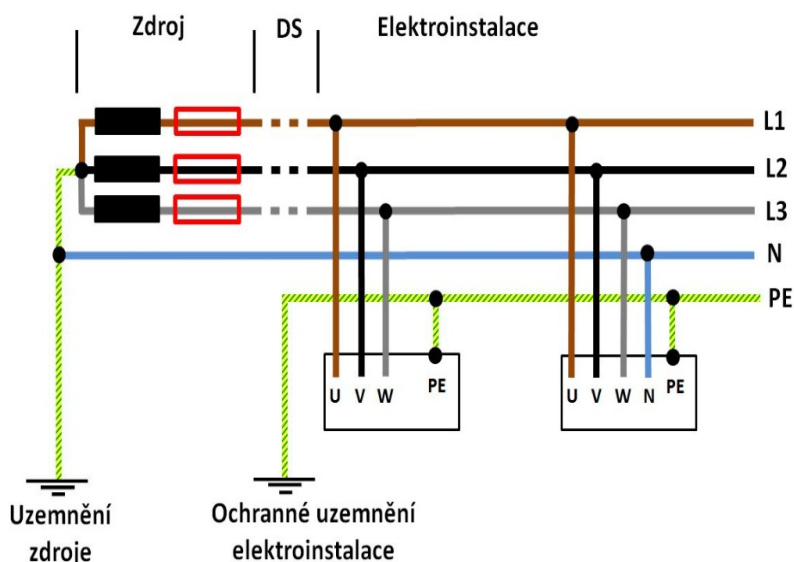 Zdroj
DS
Elektroinstalace
L1
L2
L3
N
PE
U V W PE
U V W N PE
Uzemnění
zdroje
Ochranné uzemnění
elektroinstalace